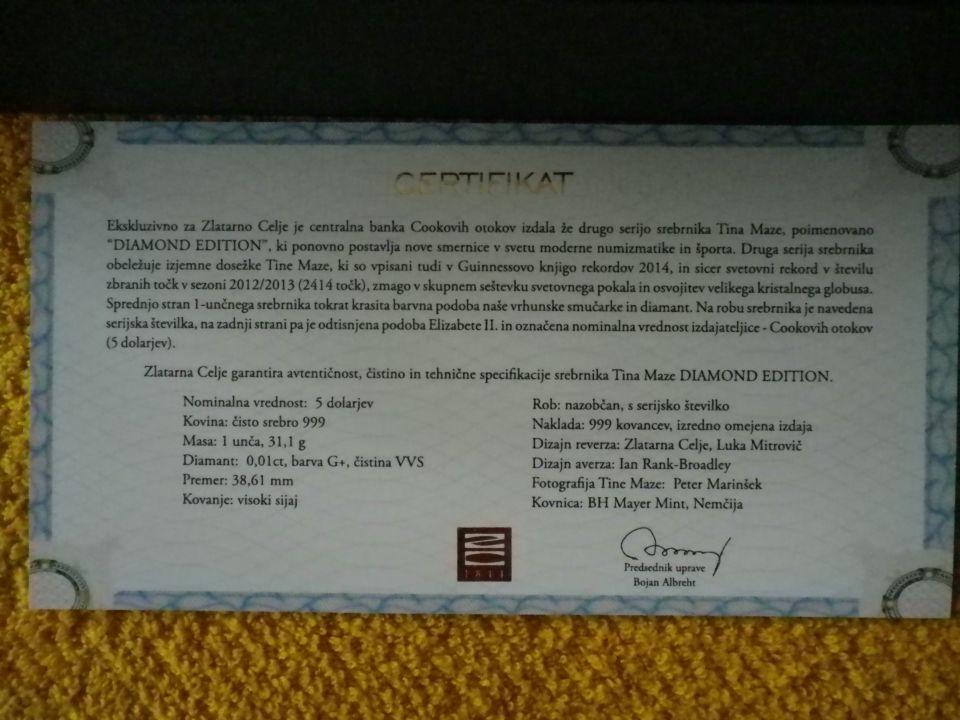 CERTIFIKAT
Ekskluzivno za Zlatarno Celje je centralna banka Cookovih otokov izdala že drugo serijo srebrnika Tina Maze, poimenovano
“DIAMOND EDITION”, ki ponovno postavlja nove smernice v svetu moderne numizmatike in športa. Druga serija srebrnika
obeležuje izjemne dosežke Tine Maze, ki so vpisani tudi v Guinnessovo knjigo rekordov 2014, in sicer svetovni rekord v številu
zbranih točk v sezoni 2012/2013 (2414 točk), zmago v skupnem seštevku svetovnega pokala in osvojitev velikega kristalnega globusa.
Sprednjo stran 1-unčnega srebrnika tokrat krasita barvna podoba naše vrhunske smučarke in diamant. Na robu srebrnika je navedena
serijska številka, na zadnji strani pa je odtisnjena podoba Elizabete II. in označena nominalna vrednost izdajateljice - Cookovih otokov
(5 dolarjev).
Zlatarna Celje garantira avtentičnost, čistino in tehnične specifikacije srebrnika Tina Maze DIAMOND EDITION.
Nominalna vrednost: 5 dolarjev
Kovina: čisto srebro 999
Masa: 1 unča, 31,1 g
Diamant: 0,01ct, barva G+, čistina VVS
Premer: 38,61 mm
Kovanje: visoki sijaj
Rob: nazobčan, s serijsko številko
Naklada: 999 kovancev, izredno omejena izdaja
Dizajn reverza: Zlatarna Celje, Luka Mitrovič
Dizajn averza: Ian Rank-Broadley
Fotografija Tine Maze: Peter Marinšek
Kovnica: BH Mayer Mint, Nemčija
1844
Predsednik uprave
Bojan Albreht